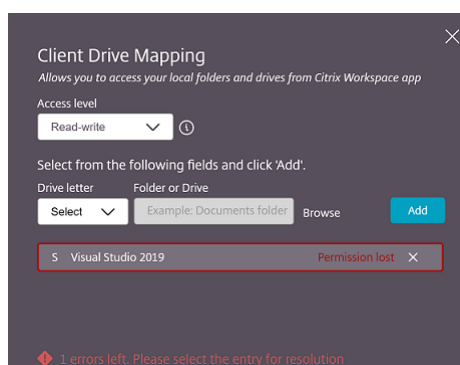 Client Drive Mapping
Allows you to access your local folders and drives from Citrix Workspace app
Access level
Read-write
Select from the following fields and click 'Add'.
Drive letter Folder or Drive
Select Example: Documents folder Browse Add
S Visual Studio 2019 Permission lost
1 errors left. Please select the entry for resolution